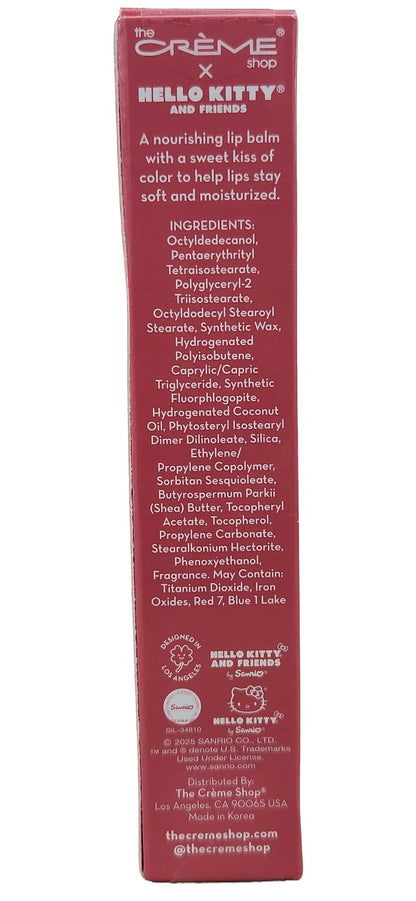 the
CRÈME®
shop
X
HELLO KITTY®
AND FRIENDS
A nourishing lip balm
with a sweet kiss of
color to help lips stay
soft and moisturized.
INGREDIENTS:
Octyldedecanol,
Pentaerythrityl
Tetraisostearate,
Polyglyceryl-2
Triisostearate,
Octyldodecyl Stearoyl
Stearate, Synthetic Wax,
Hydrogenated
Polyisobutene,
Caprylic/Capric
Triglyceride, Synthetic
Fluorphlogopite,
Hydrogenated Coconut
Oil, Phytosteryl Isostearyl
Dimer Dilinoleate, Silica,
Ethylene/
Propylene Copolymer,
Sorbitan Sesquioleate,
Butyrospermum Parkii
(Shea) Butter, Tocopheryl
Acetate, Tocopherol,
Propylene Carbonate,
Stearalkonium Hectorite,
Phenoxyethanol,
Fragrance. May Contain:
Titanium Dioxide, Iron
Oxides, Red 7, Blue 1 Lake
DESIGNED IN
LOS ANGELES
HELLO KITTY
AND FRIENDS
by Sanrio®
Sanrio
USA
SIL-34810
HELLO KITTY
by Sanrio®
© 2025 SANRIO CO., LTD.
TM and ® denote U.S. Trademarks
Used Under License.
www.sanrio.com
Distributed By:
The Crème Shop®
Los Angeles, CA 90065 USA
Made in Korea
thecremeshop.com
@thecremeshop